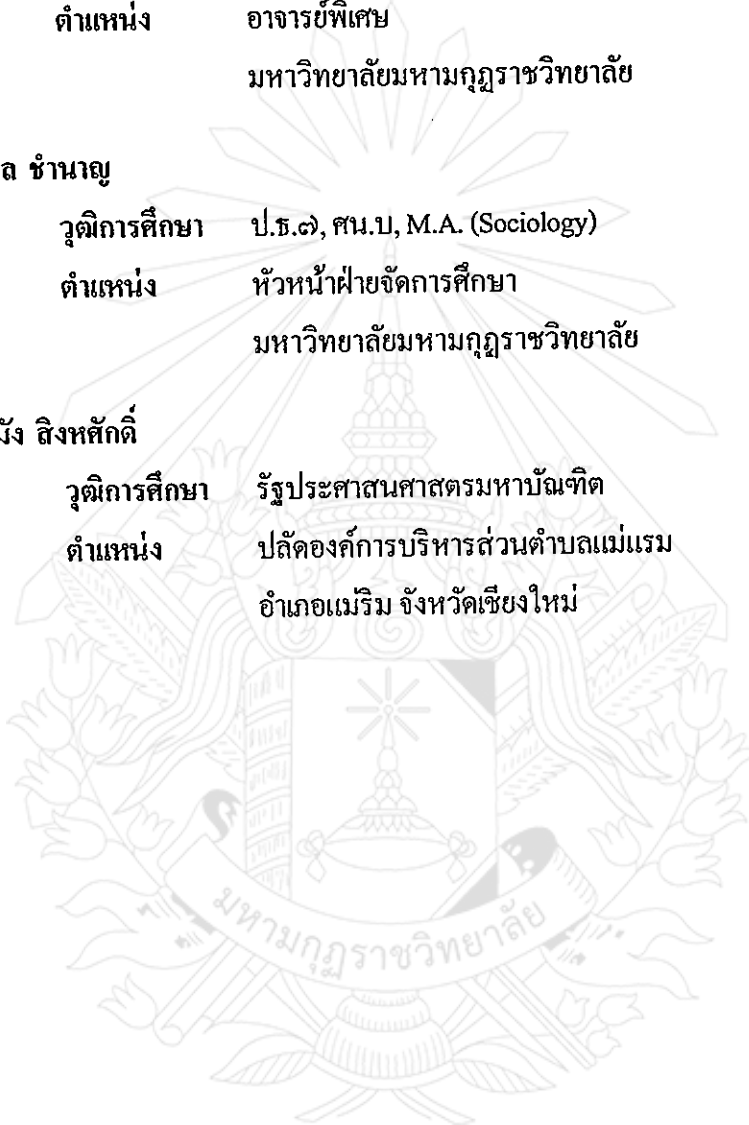 ตำแหน่ง อาจารย์พิเศษ
มหาวิทยาลัยมหามกุฏราชวิทยาลัย
ล ชำนาญ
วุฒิการศึกษา ป.ธ.๗, ศน.บ, M.A. (Sociology)
ตำแหน่ง หัวหน้าฝ่ายจัดการศึกษา
มหาวิทยาลัยมหามกุฏราชวิทยาลัย
มัง สิงหศักดิ์
วุฒิการศึกษา รัฐประศาสนศาสตรมหาบัณฑิต
ตำแหน่ง ปลัดองค์การบริหารส่วนตำบลแม่แรม
อำเภอแม่ริม จังหวัดเชียงใหม่
มหามกุฏราชวิทยาลัย